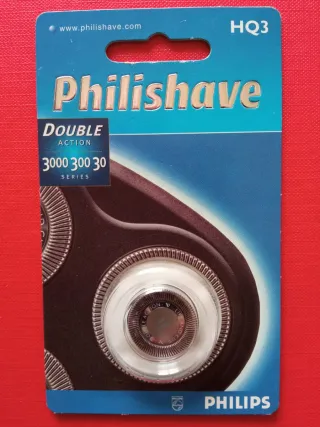 www.philishave.com
HQ3
Philishave
DOUBLE
ACTION
3000 300 30
SERIES
PHILIPS